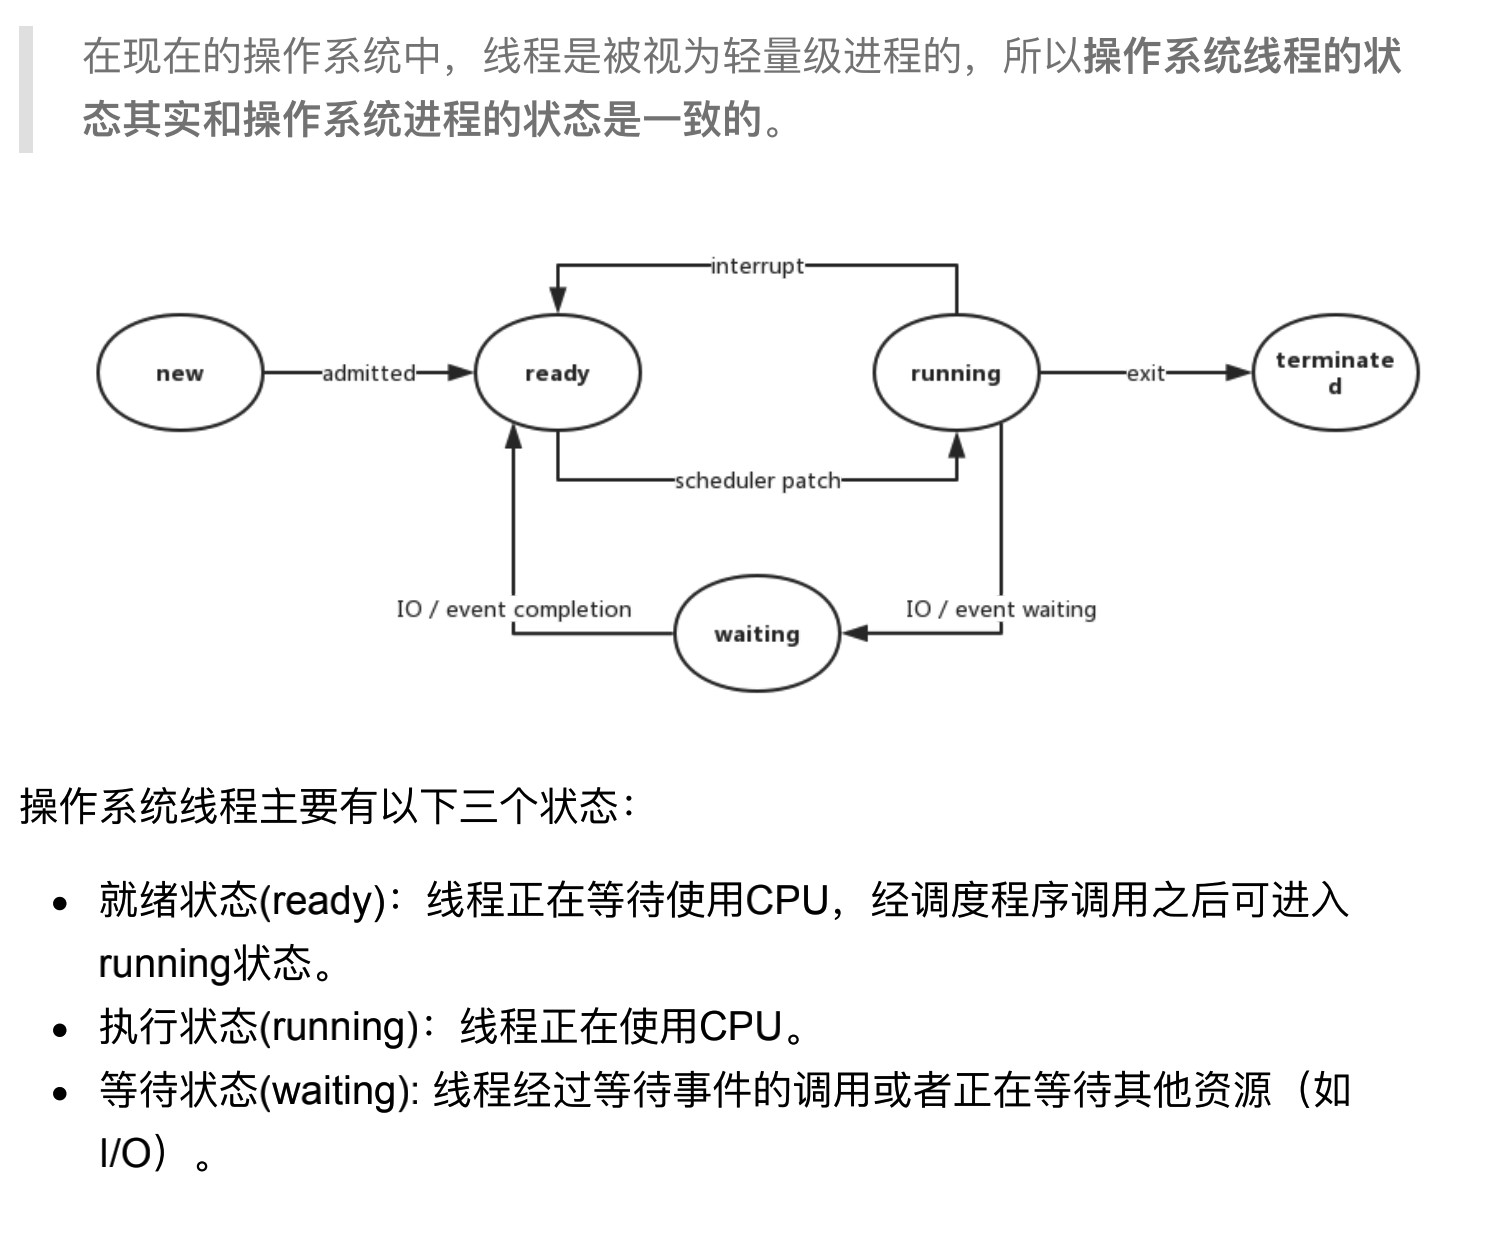 在现在的操作系统中，线程是被视为轻量级进程的，所以操作系统线程的状
态其实和操作系统进程的状态是一致的。
interrupt
new
admitted
ready
running
exit
terminate
d
scheduler patch
IO / event completion
IO / event waiting
waiting
操作系统线程主要有以下三个状态：
• 就绪状态(ready)：线程正在等待使用CPU，经调度程序调用之后可进入
running状态。
• 执行状态(running)：线程正在使用CPU。
• 等待状态(waiting): 线程经过等待事件的调用或者正在等待其他资源（如
I/O）。